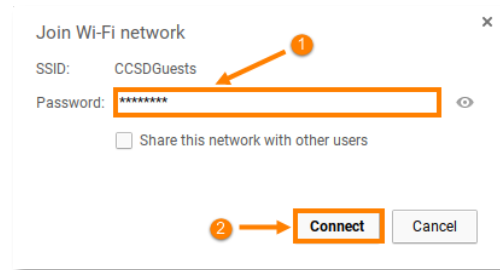 Join Wi-Fi network
1
SSID: CCSDGuests
Password: ********
Share this network with other users
2 Connect Cancel